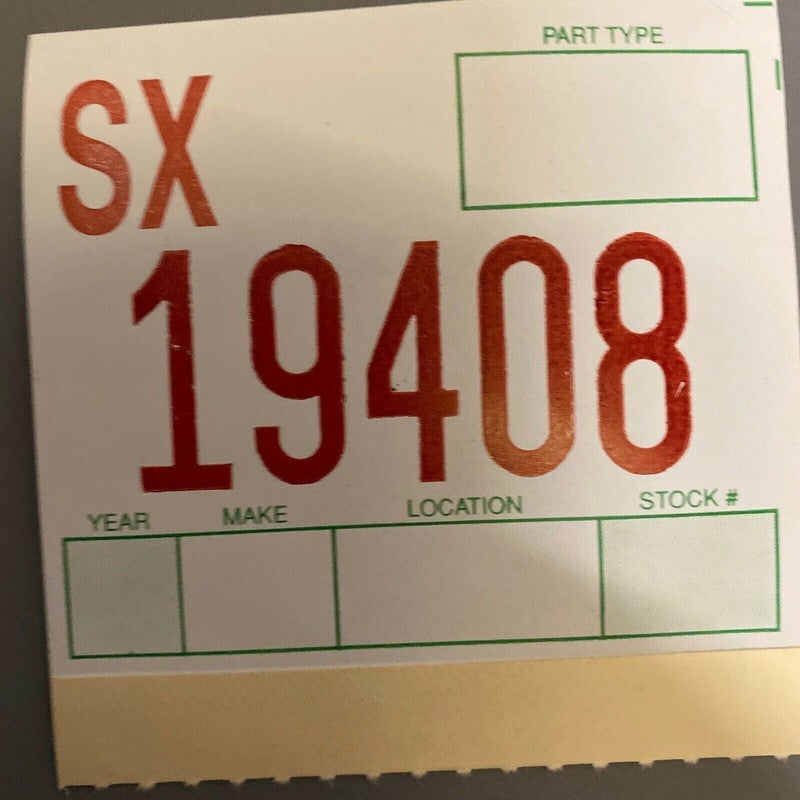 PART TYPE
SX
19408
YEAR MAKE LOCATION STOCK #